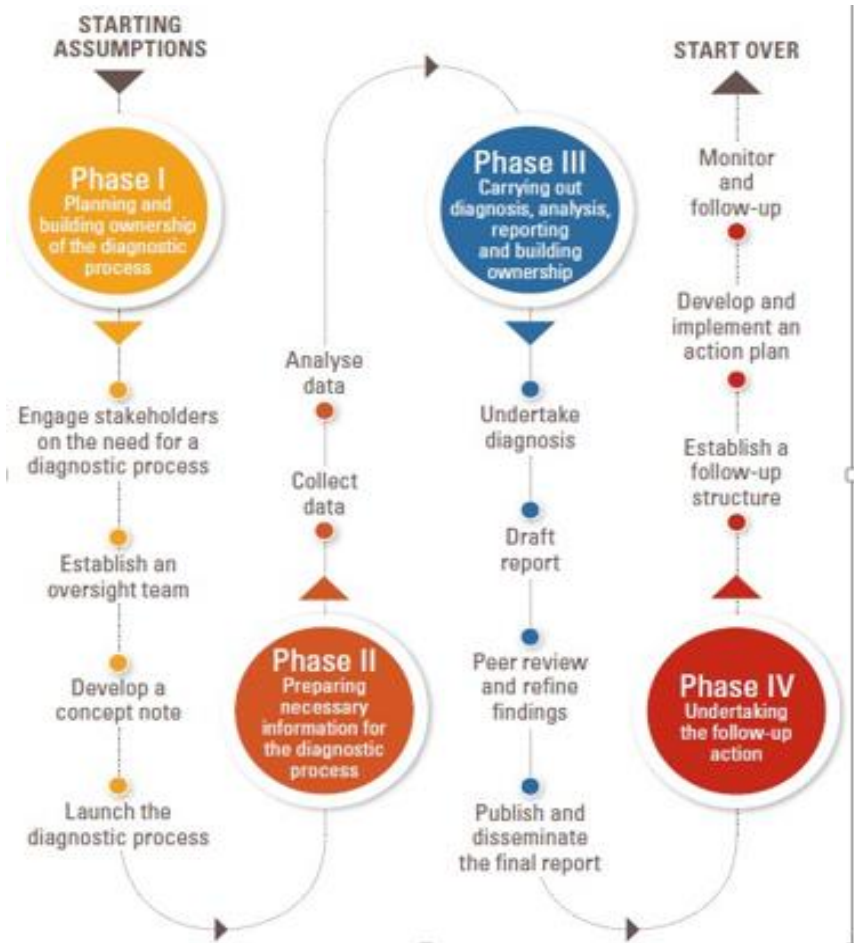 STARTING
ASSUMPTIONS
Phase I
Planning and
building ownership
of the diagnostic
process
Engage stakeholders
on the need for a
diagnostic process
Establish an
oversight team
Develop a
concept note
Launch the
diagnostic process
Phase II
Preparing
necessary
information for
the diagnostic
process
Collect
data
Analyse
data
Phase III
Carrying out
diagnosis, analysis,
reporting
and building
ownership
Undertake
diagnosis
Draft
report
Peer review
and refine
findings
Publish and
disseminate
the final report
Phase IV
Undertaking
the follow-up
action
Establish a
follow-up
structure
Develop and
implement an
action plan
Monitor
and
follow-up
START OVER